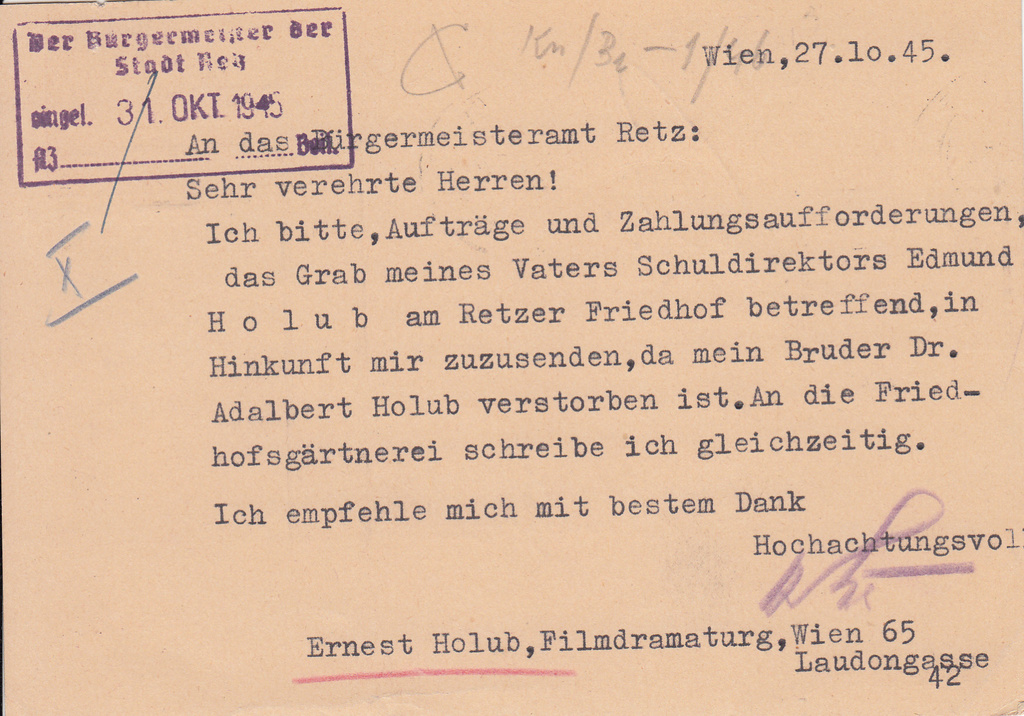 Der Bürgermeister der
Stadt Retz
eingel. 31. OKT. 1945
Wien,27.10.45.
An das Bürgermeisteramt Retz:
Sehr verehrte Herren!
Ich bitte,Aufträge und Zahlungsaufforderungen,
das Grab meines Vaters Schuldirektors Edmund
H o l u b am Retzer Friedhof betreffend,in
Hinkunft mir zuzusenden,da mein Bruder Dr.
Adalbert Holub verstorben ist.An die Fried-
hofsgärtnerei schreibe ich gleichzeitig.
Ich empfehle mich mit bestem Dank
Hochachtungsvoll
Ernest Holub,Filmdramaturg,Wien 65
Laudongasse
42